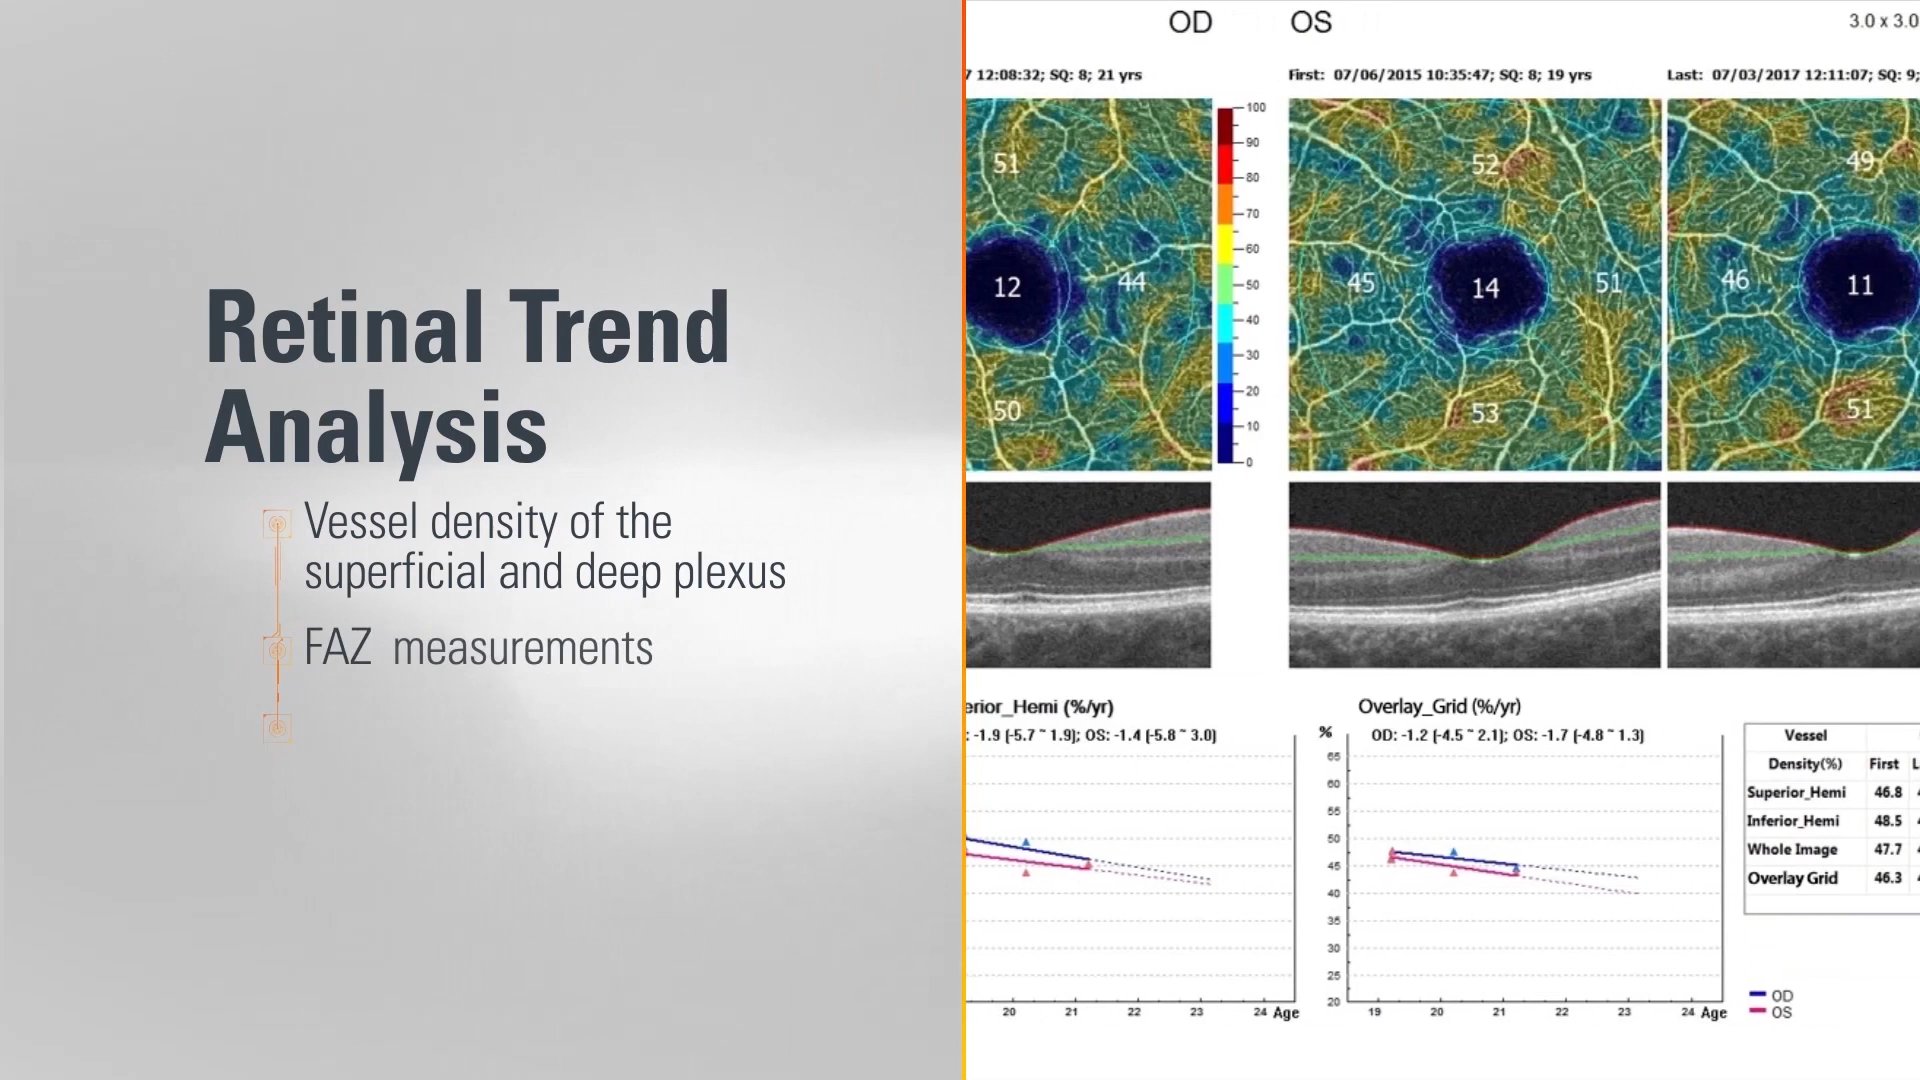 Retinal Trend
Analysis
Vessel density of the
superficial and deep plexus
FAZ measurements
OD OS 3.0 x 3.0
7 12:08:32; SQ: 8; 21 yrs
First: 07/06/2015 10:35:47; SQ: 8; 19 yrs
Last: 07/03/2017 12:11:07; SQ: 9;
51
12 44
50
100
90
80
70
60
50
40
30
20
10
0
52
45 14 51
53
49
46 11
51
erior_Hemi (%/yr)
: -1.9 (-5.7 ~ 1.9); OS: -1.4 (-5.8 ~ 3.0)
20 21 22 23 24 Age
Overlay_Grid (%/yr)
% OD: -1.2 (-4.5 ~ 2.1); OS: -1.7 (-4.8 ~ 1.3)
65
60
55
50
45
40
35
30
25
20
19 20 21 22 23 24 Age
Vessel
Density(%) First L
Superior_Hemi 46.8
Inferior_Hemi 48.5
Whole Image 47.7
Overlay Grid 46.3
OD
OS